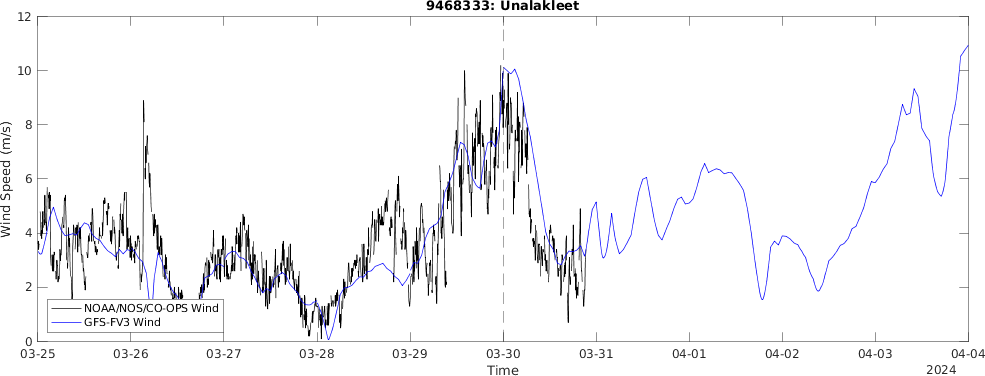 9468333: Unalakleet
12
10
8
6
4
2
0
Wind Speed (m/s)
NOAA/NOS/CO-OPS Wind
GFS-FV3 Wind
03-25 03-26 03-27 03-28 03-29 03-30 03-31 04-01 04-02 04-03 04-04
Time
2024